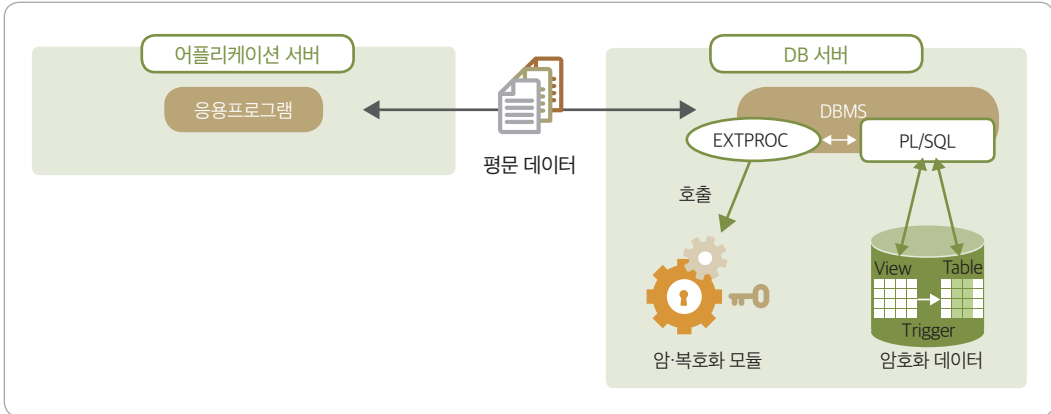 어플리케이션 서버
응용프로그램
평문 데이터
DB 서버
DBMS
EXTPROC
PL/SQL
호출
암·복호화 모듈
View
Table
Trigger
암호화 데이터